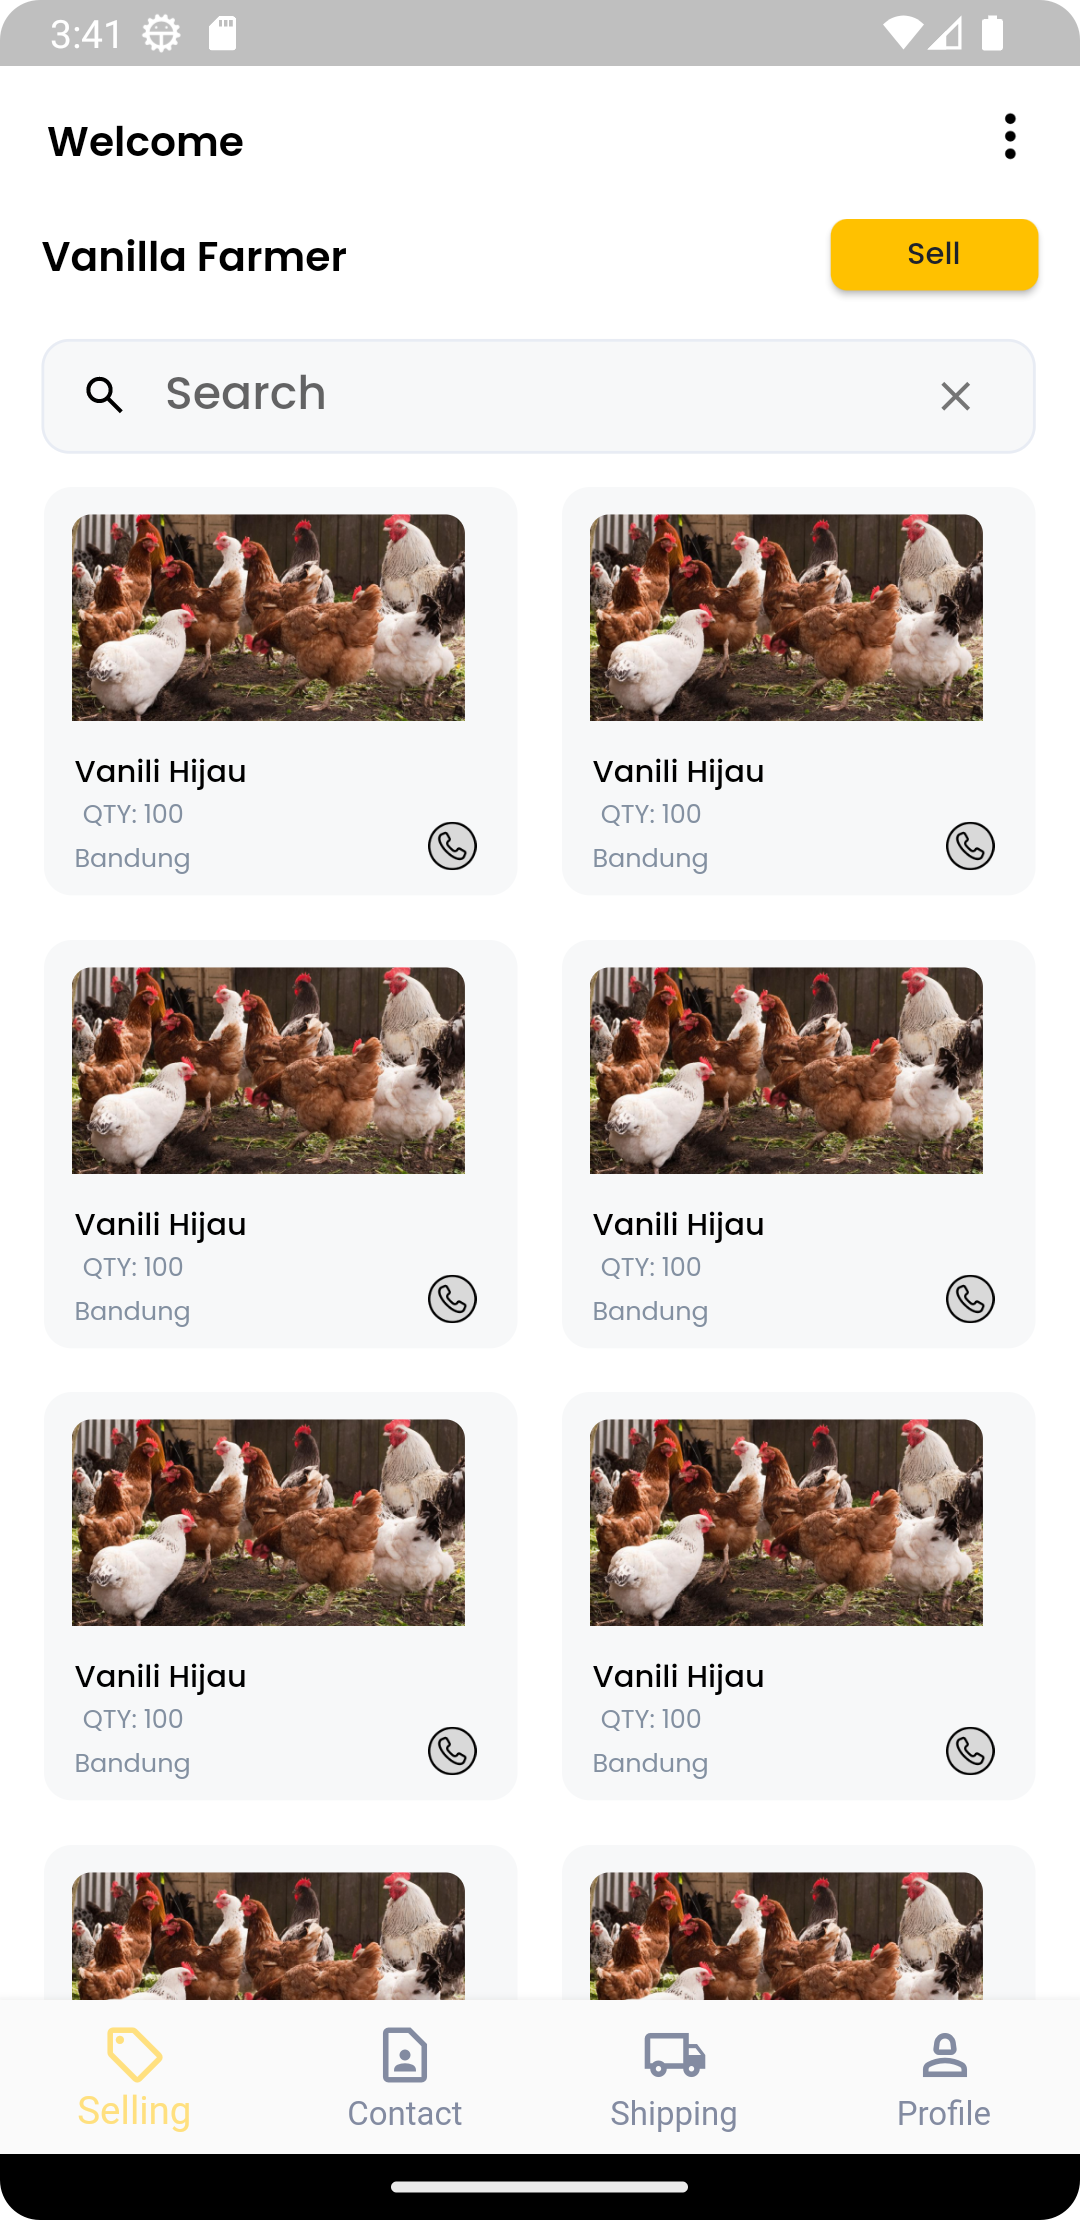 3:41
Welcome
Vanilla Farmer
Sell
Search
Vanili Hijau
QTY: 100
Bandung
Vanili Hijau
QTY: 100
Bandung
Vanili Hijau
QTY: 100
Bandung
Vanili Hijau
QTY: 100
Bandung
Vanili Hijau
QTY: 100
Bandung
Vanili Hijau
QTY: 100
Bandung
Selling
Contact
Shipping
Profile